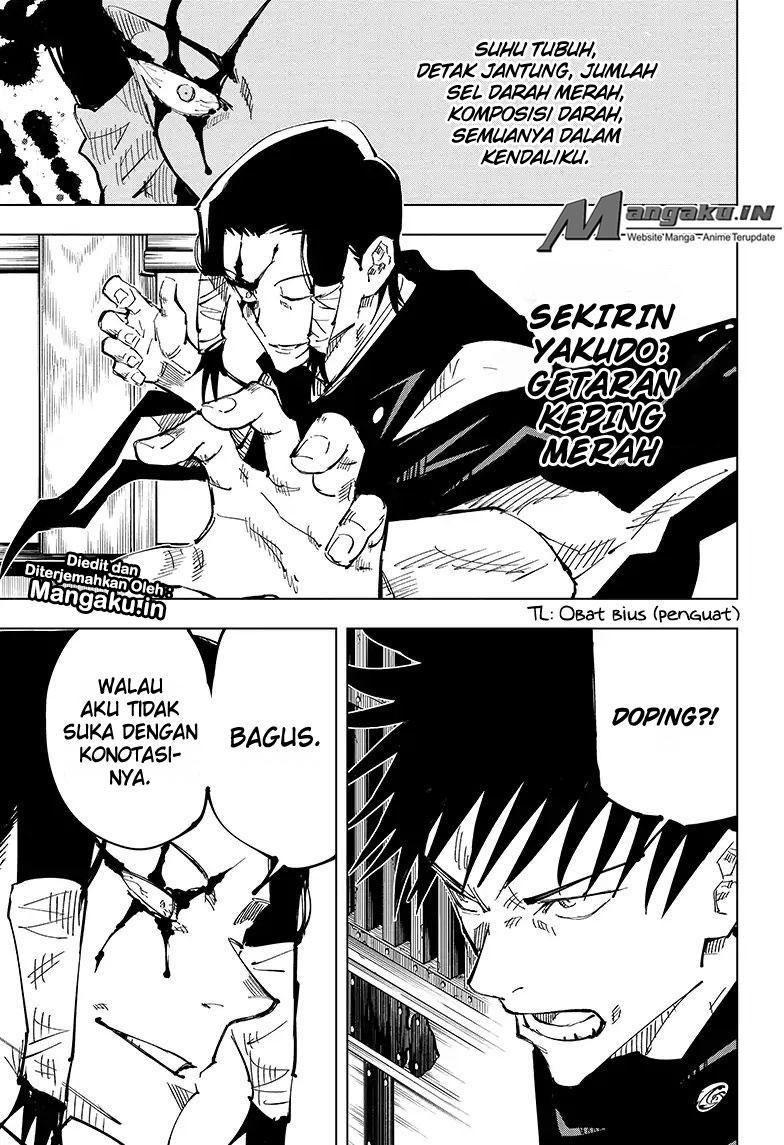 SUHU TUBUH,
DETAK JANTUNG, JUMLAH
SEL DARAH MERAH,
KOMPOSISI DARAH,
SEMUANYA DALAM
KENDALIKU.
Mangaku.IN
Website Manga - Anime Terupdate
SEKIRIN
YAKUDO:
GETARAN
KEPING
MERAH
Diedit dan
Diterjemahkan Oleh :
Mangaku.in
TL: Obat bius (penguat)
DOPING?!
BAGUS.
WALAU
AKU TIDAK
SUKA DENGAN
KONOTASI-
NYA.